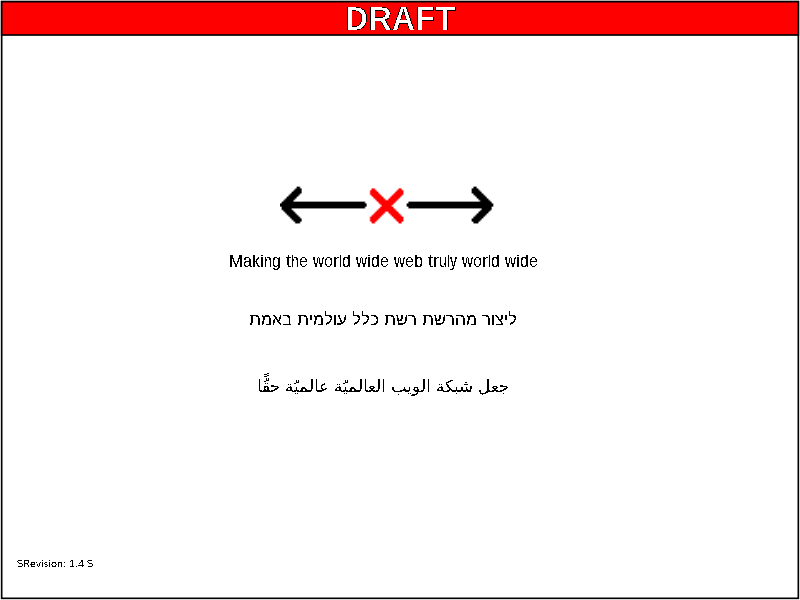 DRAFT
Making the world wide web truly world wide
ליצור מהרשת רשת כלל עולמית באמת
جعل شبكة الويب العالميّة عالميّة حقًّا
SRevision: 1.4 S